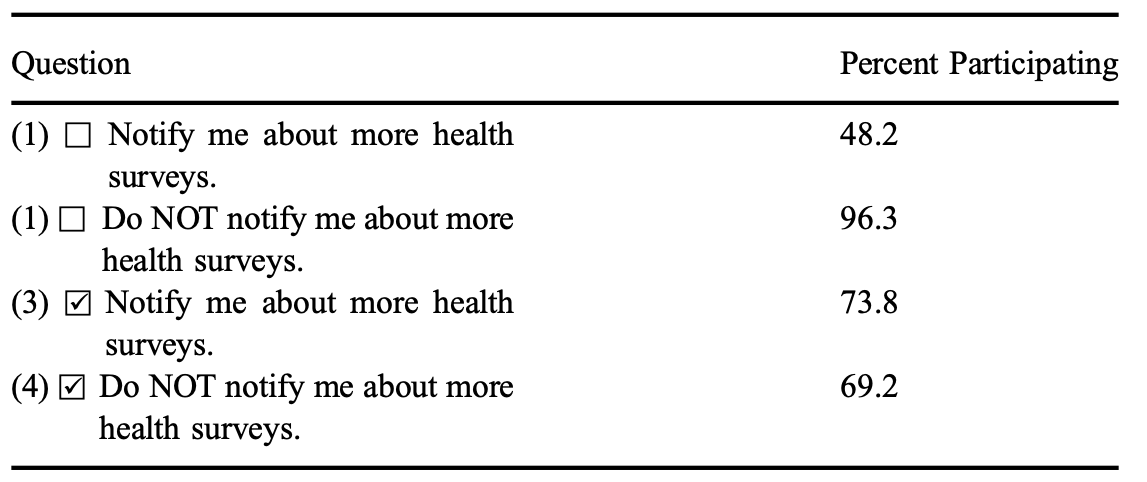 Question Percent Participating
(1) ☐ Notify me about more health 48.2
surveys.
(1) ☐ Do NOT notify me about more 96.3
health surveys.
(3) ☑ Notify me about more health 73.8
surveys.
(4) ☑ Do NOT notify me about more 69.2
health surveys.